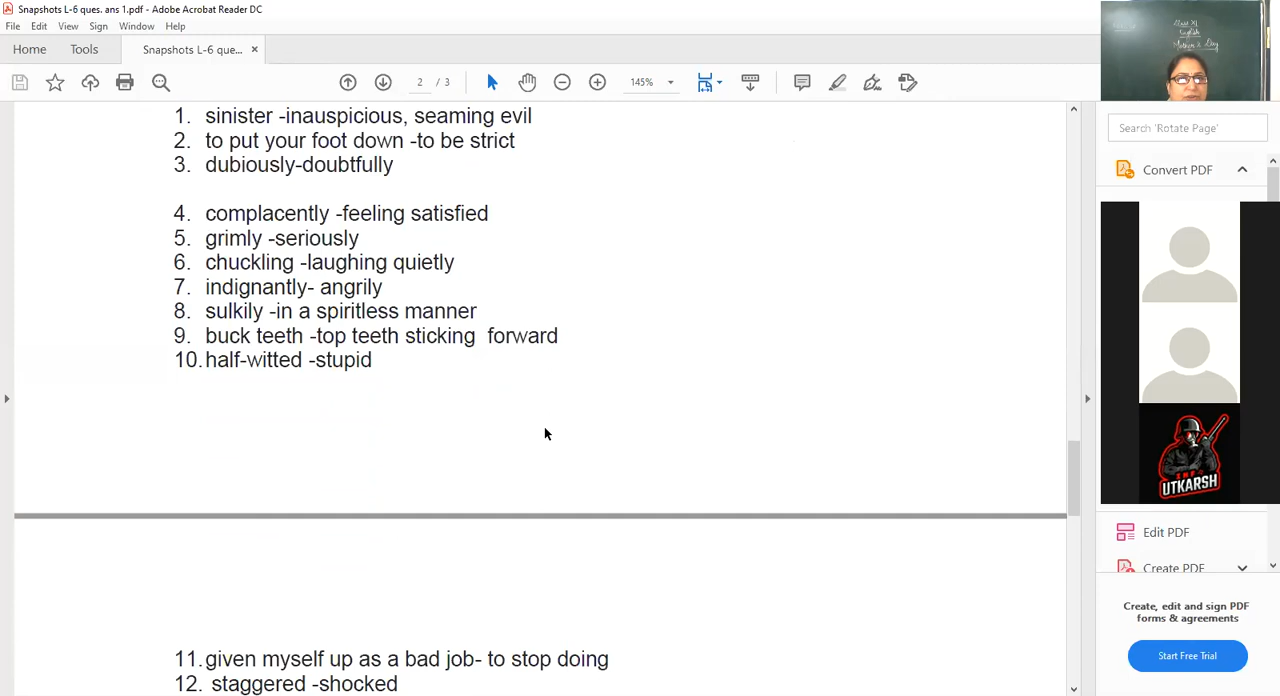 Snapshots L-6 ques. ans 1.pdf - Adobe Acrobat Reader DC
File Edit View Sign Window Help
Home Tools Snapshots L-6 que... ×
2 / 3 145%
1. sinister -inauspicious, seaming evil
2. to put your foot down -to be strict
3. dubiously-doubtfully
4. complacently -feeling satisfied
5. grimly -seriously
6. chuckling -laughing quietly
7. indignantly- angrily
8. sulkily -in a spiritless manner
9. buck teeth -top teeth sticking  forward
10. half-witted -stupid
11. given myself up as a bad job- to stop doing
12. staggered -shocked
Class XI
English
Mother's Day
Search 'Rotate Page'
Convert PDF
UTKARSH
Edit PDF
Create PDF
Create, edit and sign PDF
forms & agreements
Start Free Trial